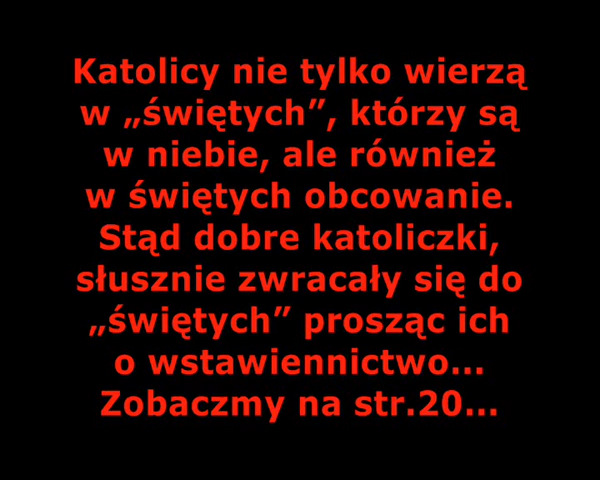 Katolicy nie tylko wierzą
w „świętych”, którzy są
w niebie, ale również
w świętych obcowanie.
Stąd dobre katoliczki,
słusznie zwracały się do
„świętych” prosząc ich
o wstawiennictwo...
Zobaczmy na str.20...